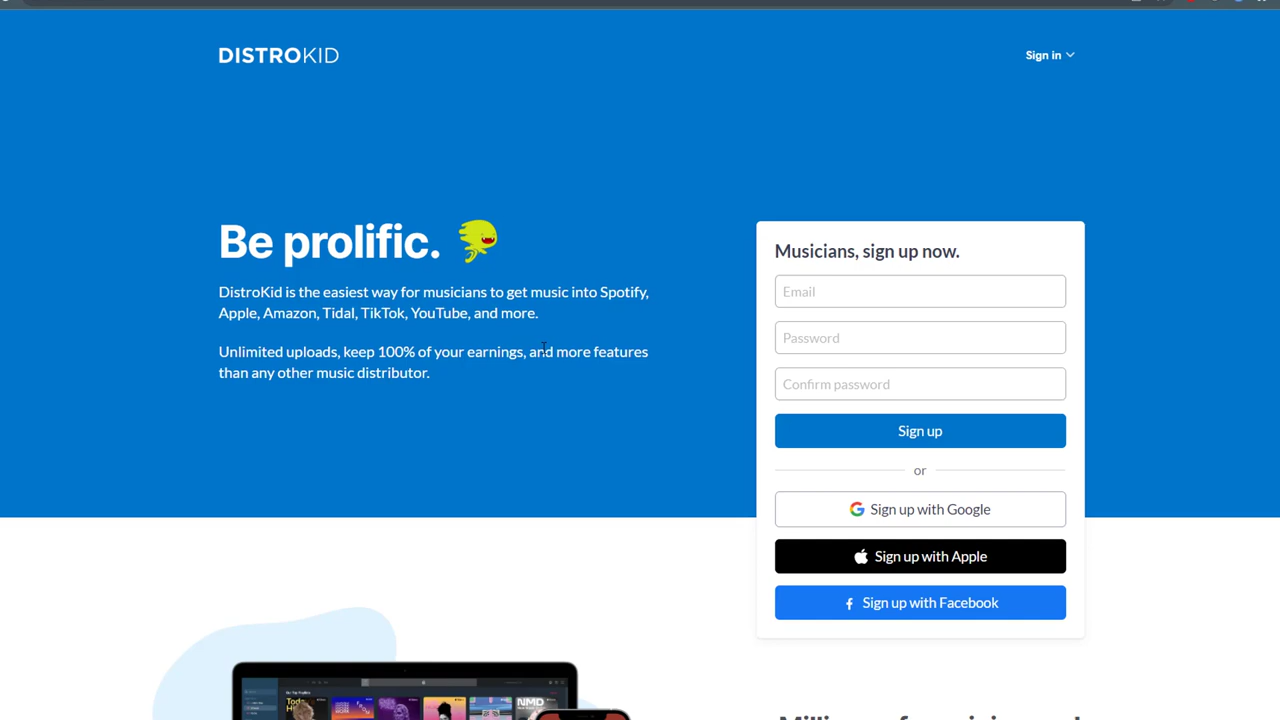 DISTROKID
Sign in
Be prolific.
DistroKid is the easiest way for musicians to get music into Spotify,
Apple, Amazon, Tidal, TikTok, YouTube, and more.
Unlimited uploads, keep 100% of your earnings, and more features
than any other music distributor.
Musicians, sign up now.
Email
Password
Confirm password
Sign up
or
Sign up with Google
Sign up with Apple
Sign up with Facebook
NMD